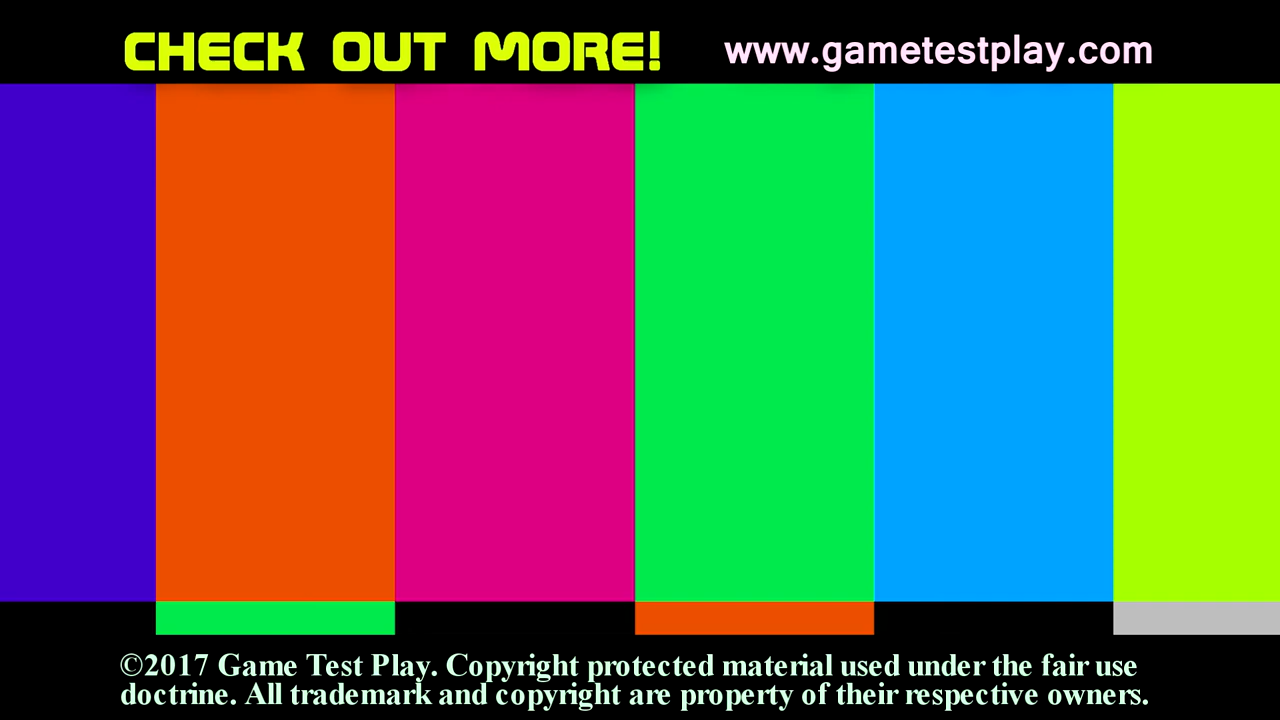 CHECK OUT MORE! www.gametestplay.com
©2017 Game Test Play. Copyright protected material used under the fair use
doctrine. All trademark and copyright are property of their respective owners.